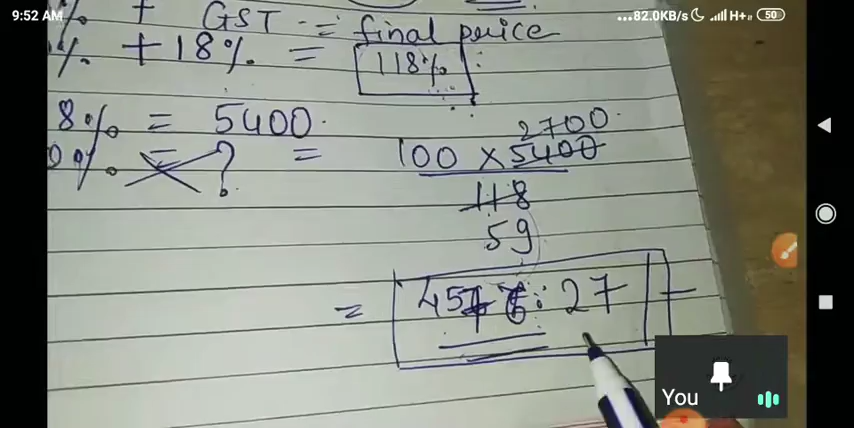 9:52 AM ...82.0KB/s H+ 50
% + GST = final price
% + 18% = 118%
8% = 5400.
2700
0% = ? = 100 × 5400
118
59
= 4576.27
You